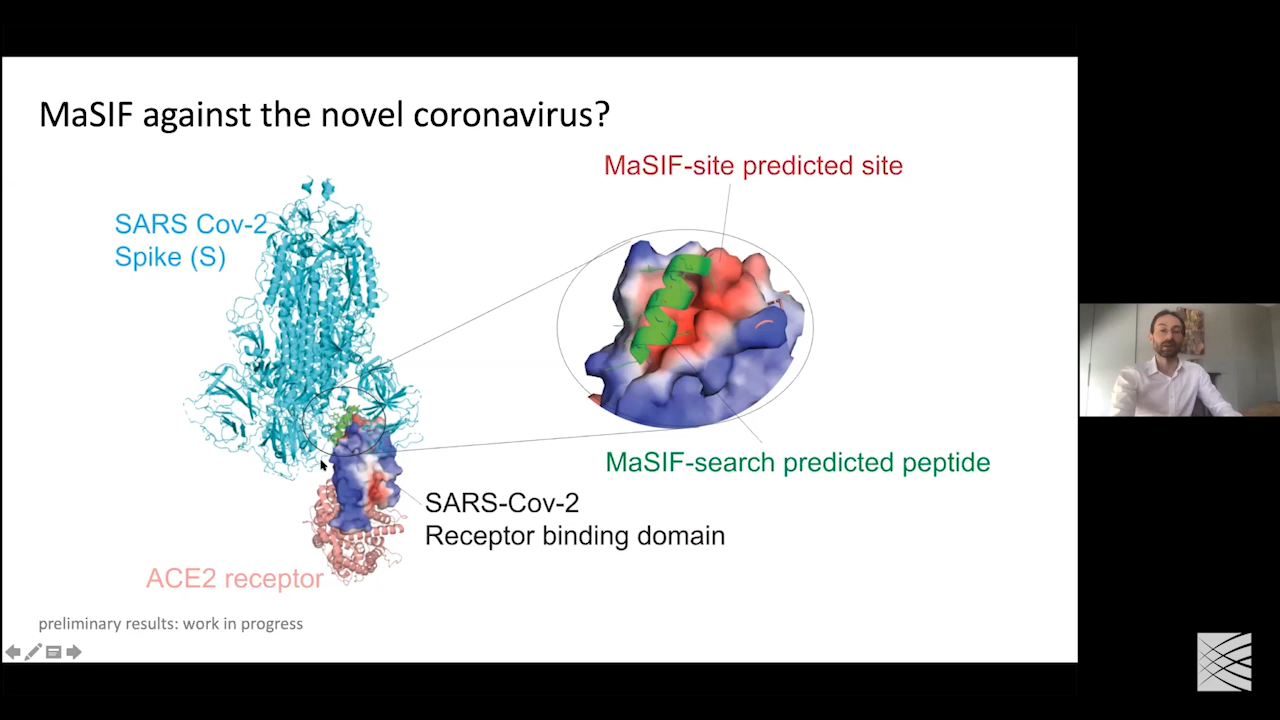 MaSIF against the novel coronavirus?
MaSIF-site predicted site
SARS Cov-2
Spike (S)
MaSIF-search predicted peptide
SARS-Cov-2
Receptor binding domain
ACE2 receptor
preliminary results: work in progress